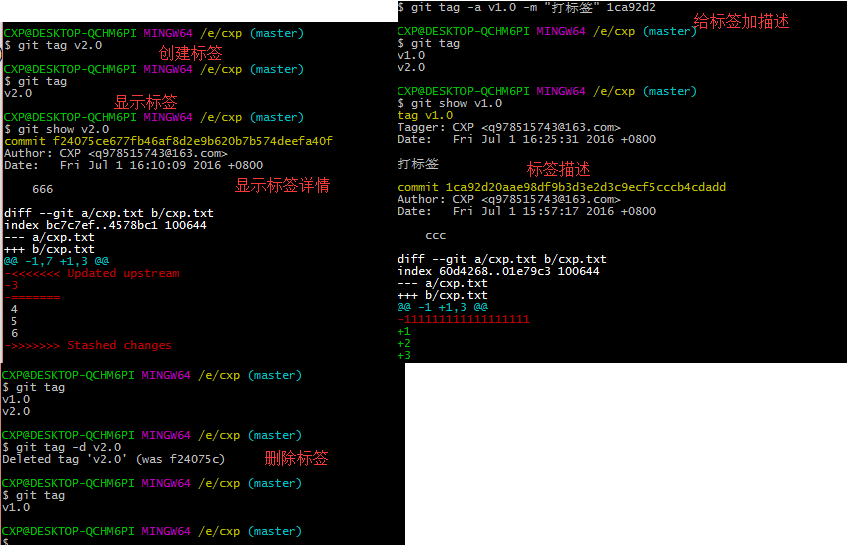 CXP@DESKTOP-QCHM6PI MINGW64 /e/cxp (master)
$ git tag v2.0
创建标签
CXP@DESKTOP-QCHM6PI MINGW64 /e/cxp (master)
$ git tag
v2.0
显示标签
CXP@DESKTOP-QCHM6PI MINGW64 /e/cxp (master)
$ git show v2.0
commit f24075ce677fb46af8d2e9b620b7b574deefa40f
Author: CXP <q978515743@163.com>
Date:   Fri Jul 1 16:10:09 2016 +0800
显示标签详情
    666
diff --git a/cxp.txt b/cxp.txt
index bc7c7ef..4578bc1 100644
--- a/cxp.txt
+++ b/cxp.txt
@@ -1,7 +1,3 @@
-<<<<<<< Updated upstream
-3
-=======
 4
 5
 6
->>>>>>> Stashed changes
$ git tag -a v1.0 -m "打标签" 1ca92d2
给标签加描述
CXP@DESKTOP-QCHM6PI MINGW64 /e/cxp (master)
$ git tag
v1.0
v2.0
CXP@DESKTOP-QCHM6PI MINGW64 /e/cxp (master)
$ git show v1.0
tag v1.0
Tagger: CXP <q978515743@163.com>
Date:   Fri Jul 1 16:25:31 2016 +0800
打标签
标签描述
commit 1ca92d20aae98df9b3d3e2d3c9ecf5cccb4cdadd
Author: CXP <q978515743@163.com>
Date:   Fri Jul 1 15:57:17 2016 +0800
    ccc
diff --git a/cxp.txt b/cxp.txt
index 60d4268..01e79c3 100644
--- a/cxp.txt
+++ b/cxp.txt
@@ -1 +1,3 @@
-1111111111111111111
+1
+2
+3
CXP@DESKTOP-QCHM6PI MINGW64 /e/cxp (master)
$ git tag
v1.0
v2.0
CXP@DESKTOP-QCHM6PI MINGW64 /e/cxp (master)
$ git tag -d v2.0
Deleted tag 'v2.0' (was f24075c)
删除标签
CXP@DESKTOP-QCHM6PI MINGW64 /e/cxp (master)
$ git tag
v1.0
CXP@DESKTOP-QCHM6PI MINGW64 /e/cxp (master)
$